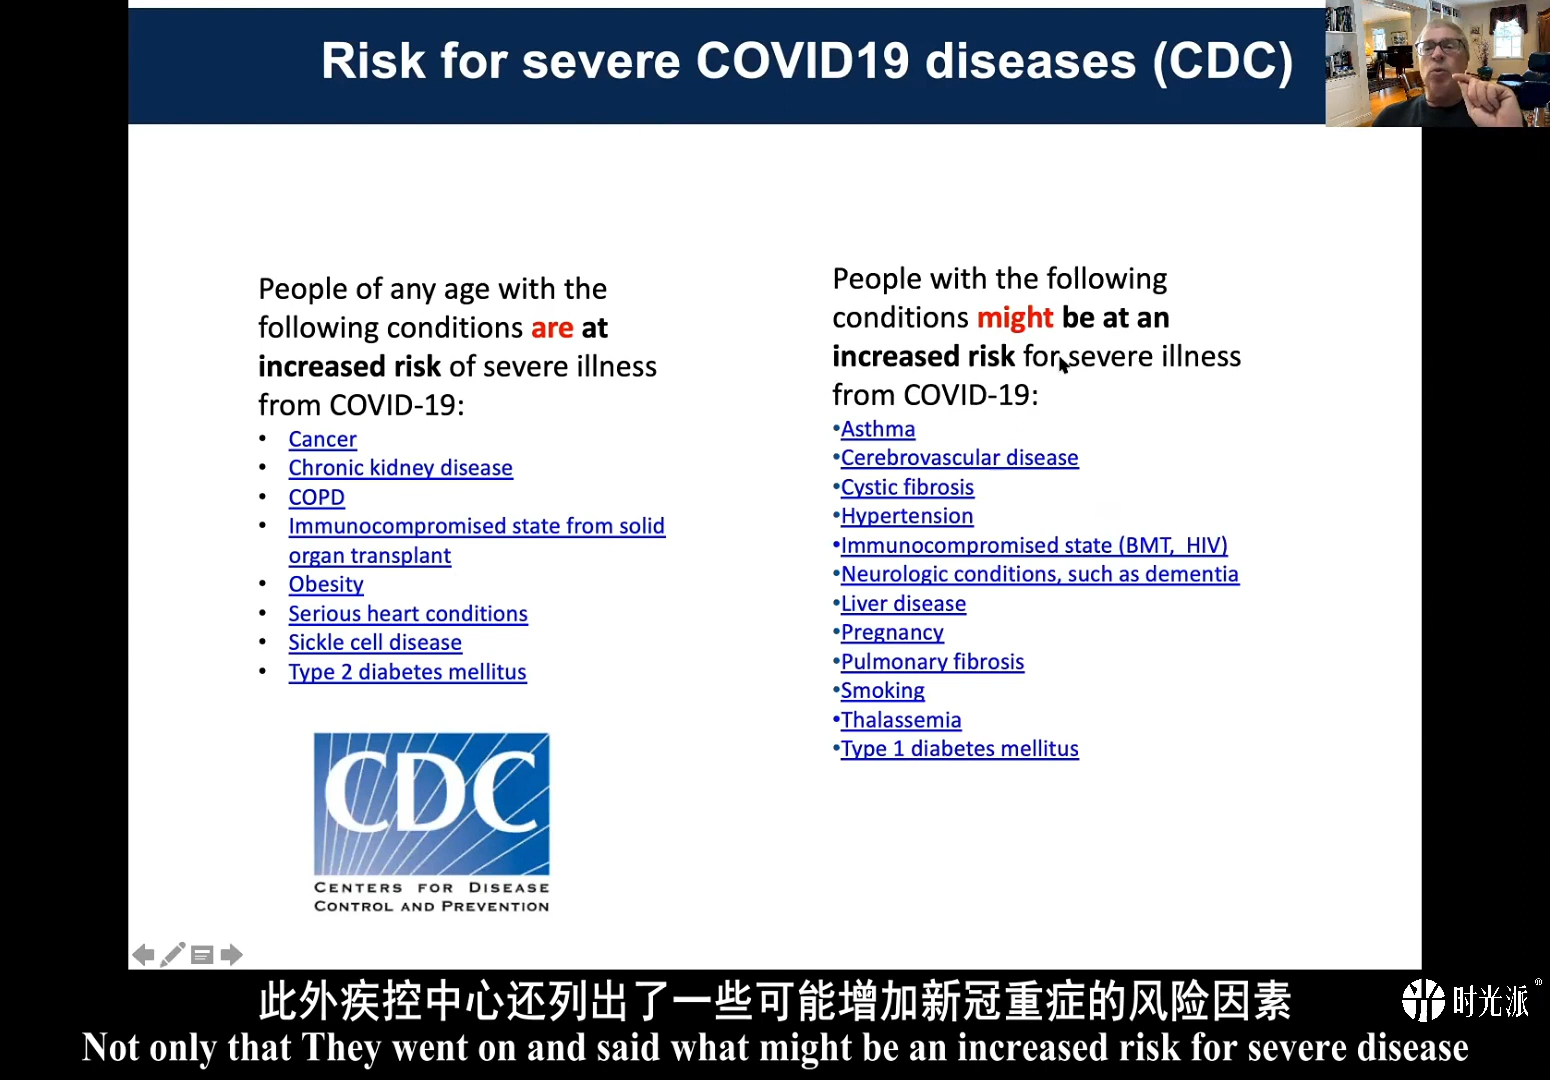 Risk for severe COVID19 diseases (CDC)
People of any age with the
following conditions are at
increased risk of severe illness
from COVID-19:
• Cancer
• Chronic kidney disease
• COPD
• Immunocompromised state from solid
organ transplant
• Obesity
• Serious heart conditions
• Sickle cell disease
• Type 2 diabetes mellitus
CDC
CENTERS FOR DISEASE
CONTROL AND PREVENTION
People with the following
conditions might be at an
increased risk for severe illness
from COVID-19:
•Asthma
•Cerebrovascular disease
•Cystic fibrosis
•Hypertension
•Immunocompromised state (BMT, HIV)
•Neurologic conditions, such as dementia
•Liver disease
•Pregnancy
•Pulmonary fibrosis
•Smoking
•Thalassemia
•Type 1 diabetes mellitus
此外疾控中心还列出了一些可能增加新冠重症的风险因素
时光派®
Not only that They went on and said what might be an increased risk for severe disease